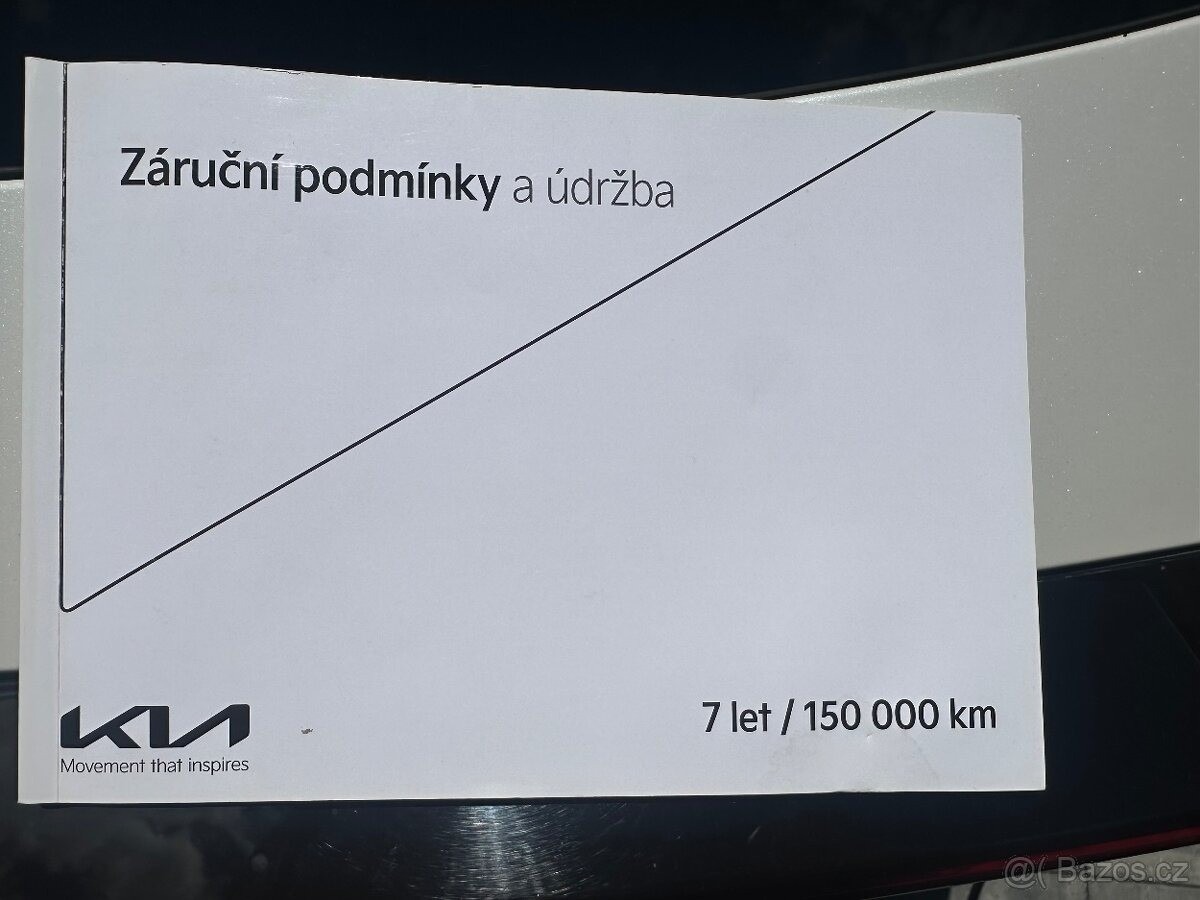 Záruční podmínky a údržba
KIA
Movement that inspires
7 let / 150 000 km
@( Bazos.cz